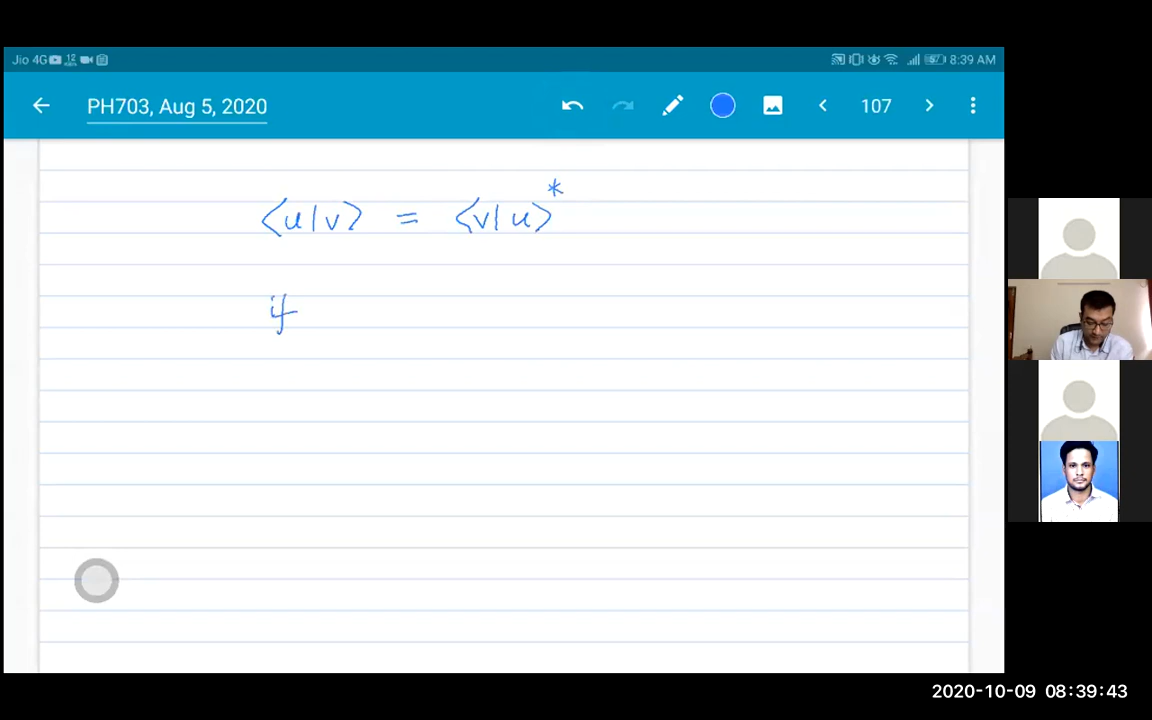 Jio 4G 8:39 AM
PH703, Aug 5, 2020 107
⟨u|v⟩ = ⟨v|u⟩*
if
2020-10-09 08:39:43